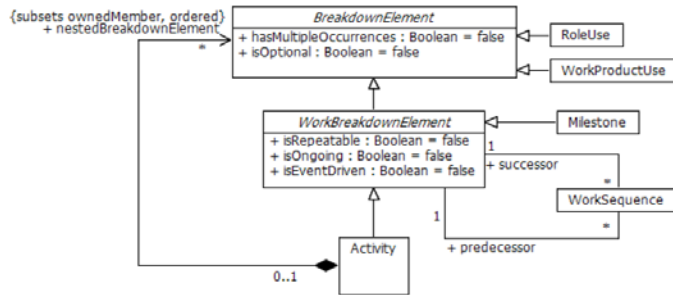 {subsets ownedMember, ordered}
+ nestedBreakdownElement
*
BreakdownElement
+ hasMultipleOccurrences : Boolean = false
+ isOptional : Boolean = false
RoleUse
WorkProductUse
WorkBreakdownElement
+ isRepeatable : Boolean = false
+ isOngoing : Boolean = false
+ isEventDriven : Boolean = false
Milestone
1
+ successor
*
WorkSequence
*
1
+ predecessor
Activity
0..1